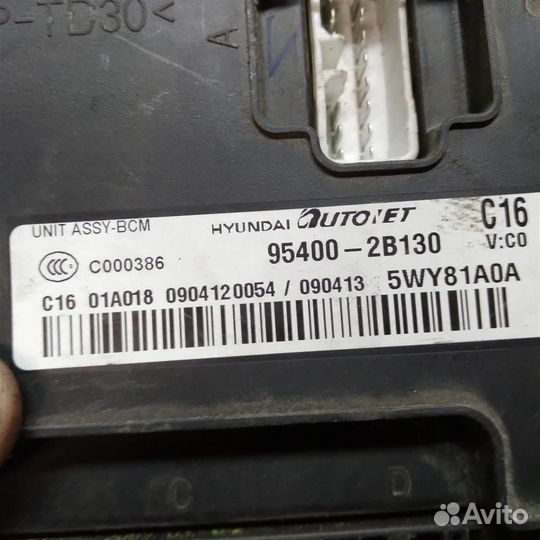 P-TD30<
A
UNIT ASSY-BCM HYUNDAI AUTONET C16
C000386 95400-2B130 V:C0
C16 01A018 0904120054 / 090413 5WY81A0A
C D
Avito